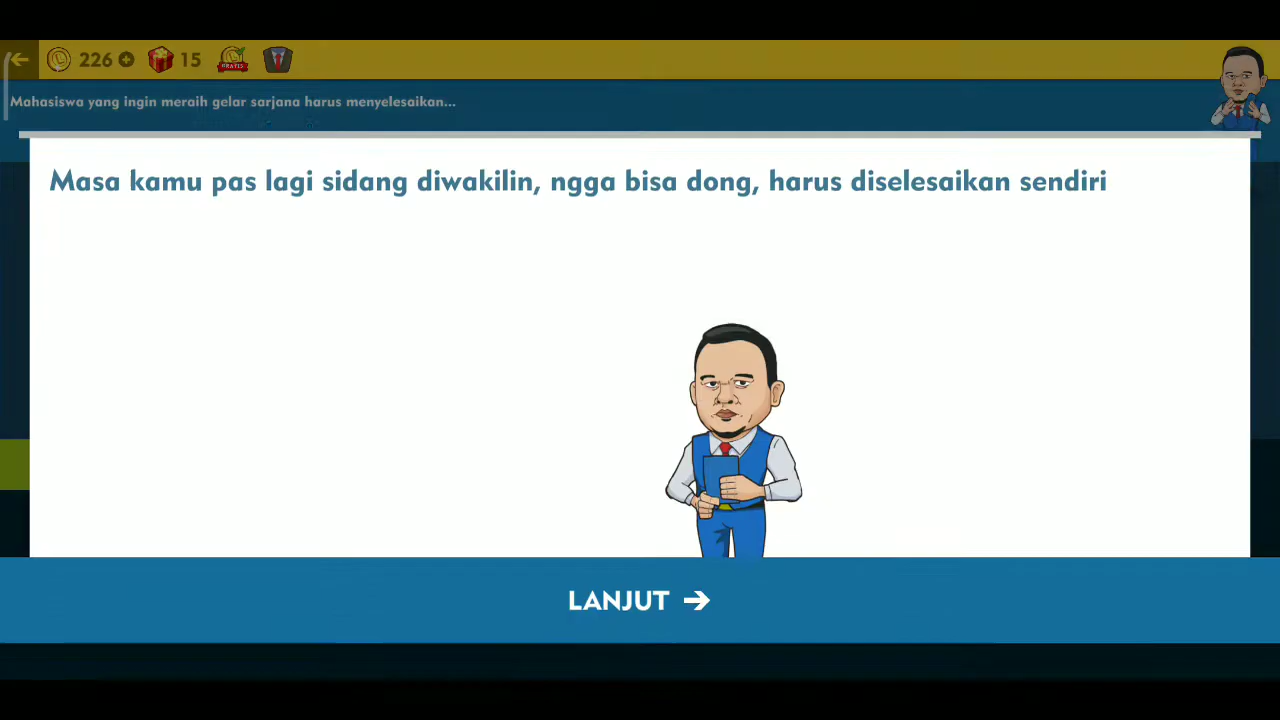 226
15
GRATIS
Mahasiswa yang ingin meraih gelar sarjana harus menyelesaikan...
Masa kamu pas lagi sidang diwakilin, ngga bisa dong, harus diselesaikan sendiri
LANJUT →